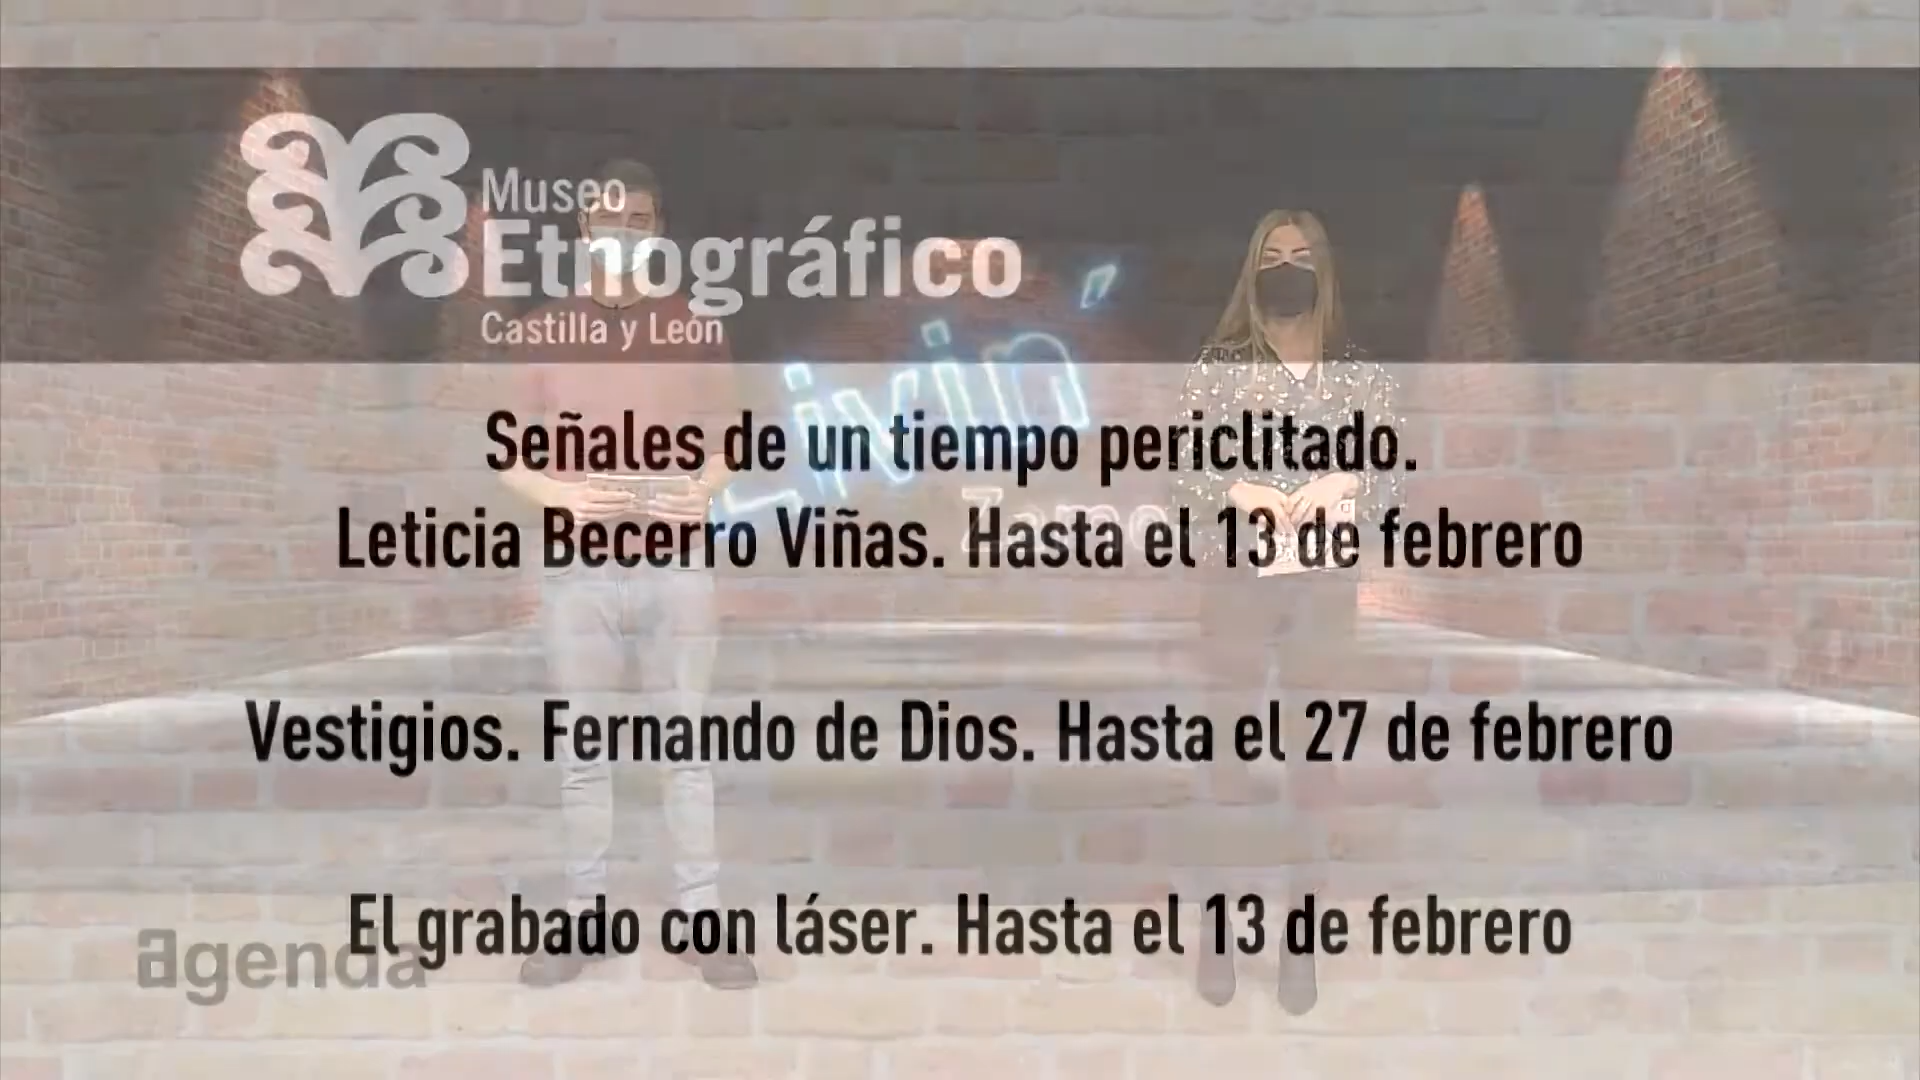 Museo
Etnográfico
Castilla y León
Livin'
Señales de un tiempo periclitado.
Leticia Becerro Viñas. Hasta el 13 de febrero
Vestigios. Fernando de Dios. Hasta el 27 de febrero
El grabado con láser. Hasta el 13 de febrero
agenda